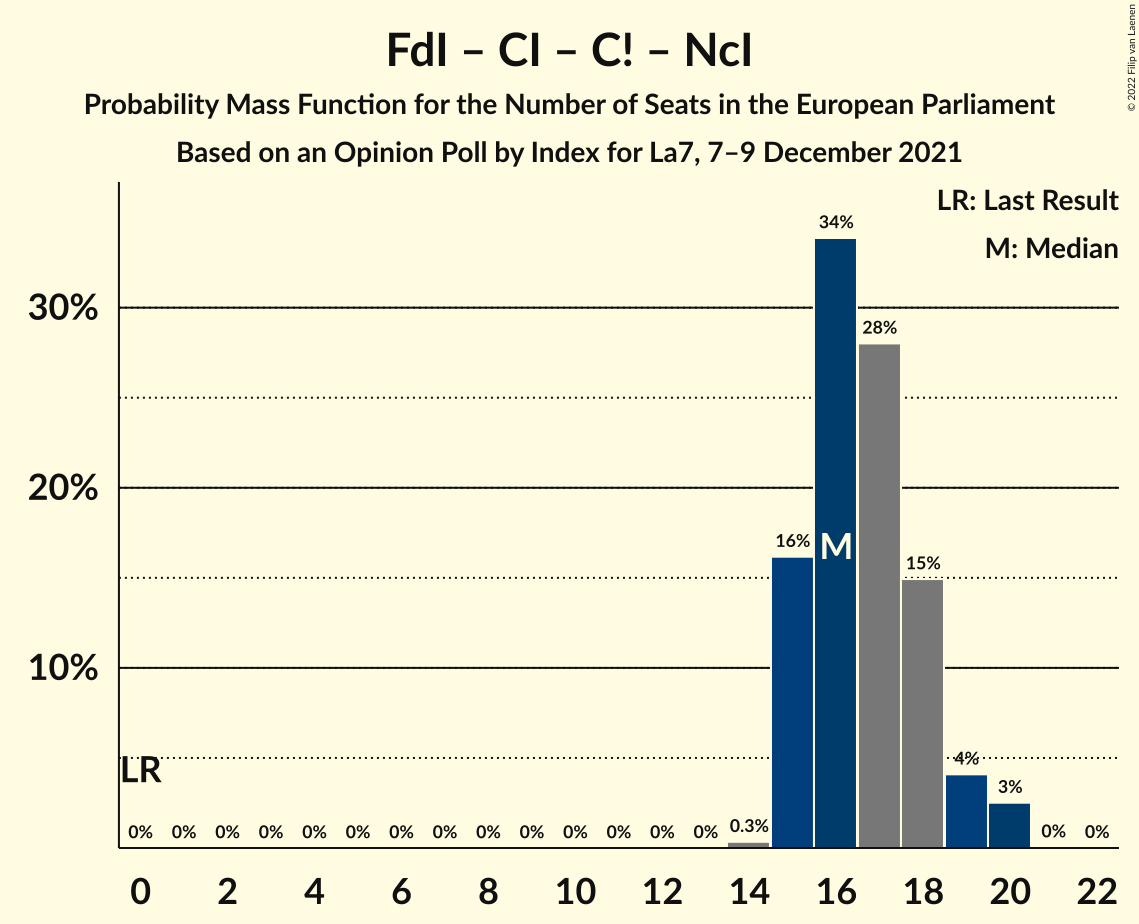 FdI – CI – C! – NcI
Probability Mass Function for the Number of Seats in the European Parliament
Based on an Opinion Poll by Index for La7, 7–9 December 2021
© 2022 Filip van Laenen
LR: Last Result
M: Median
30%
20%
10%
34%
28%
16%
M
15%
LR
4%
3%
0% 0% 0% 0% 0% 0% 0% 0% 0% 0% 0% 0% 0% 0% 0.3% 0% 0%
0 2 4 6 8 10 12 14 16 18 20 22